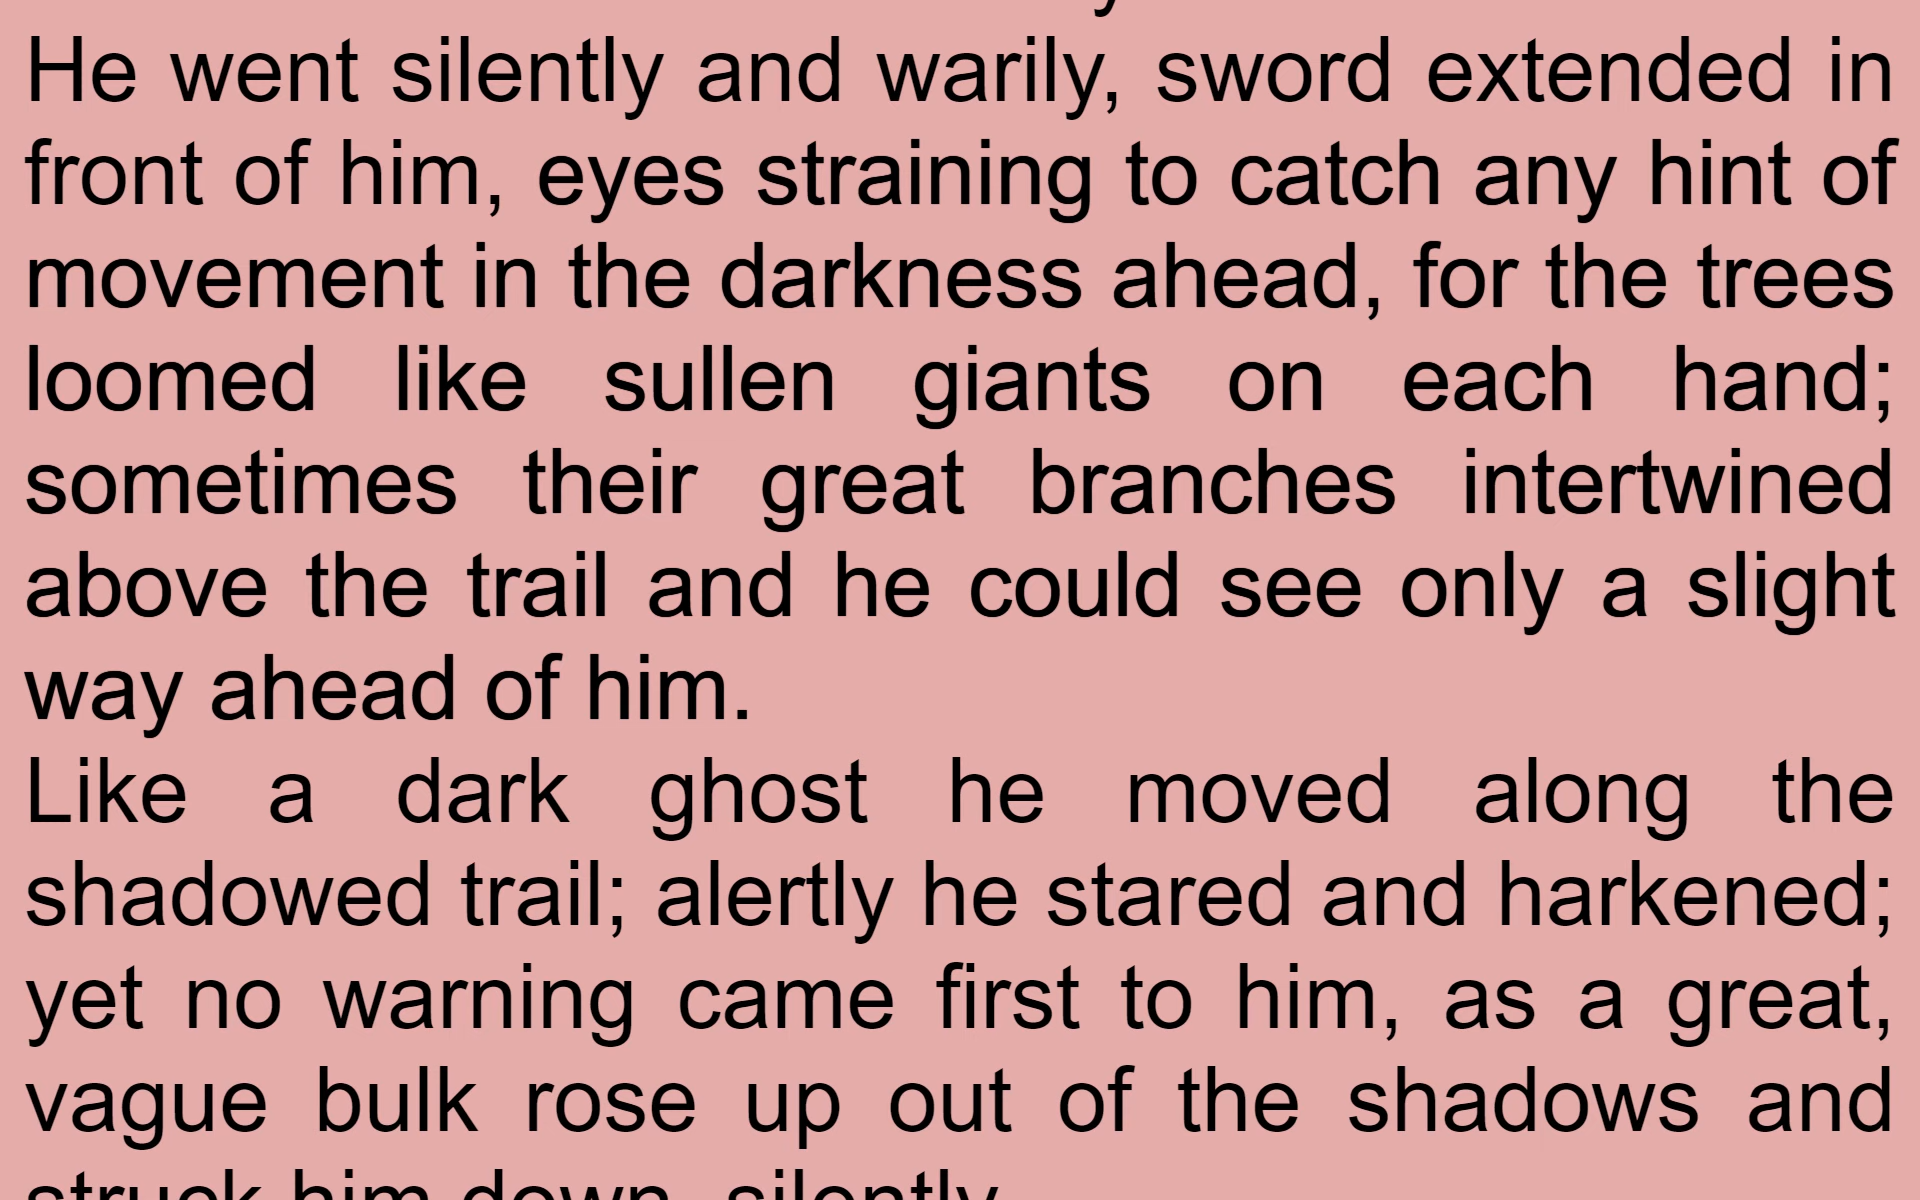 He went silently and warily, sword extended in
front of him, eyes straining to catch any hint of
movement in the darkness ahead, for the trees
loomed like sullen giants on each hand;
sometimes their great branches intertwined
above the trail and he could see only a slight
way ahead of him.
Like a dark ghost he moved along the
shadowed trail; alertly he stared and harkened;
yet no warning came first to him, as a great,
vague bulk rose up out of the shadows and
struck him down, silently.